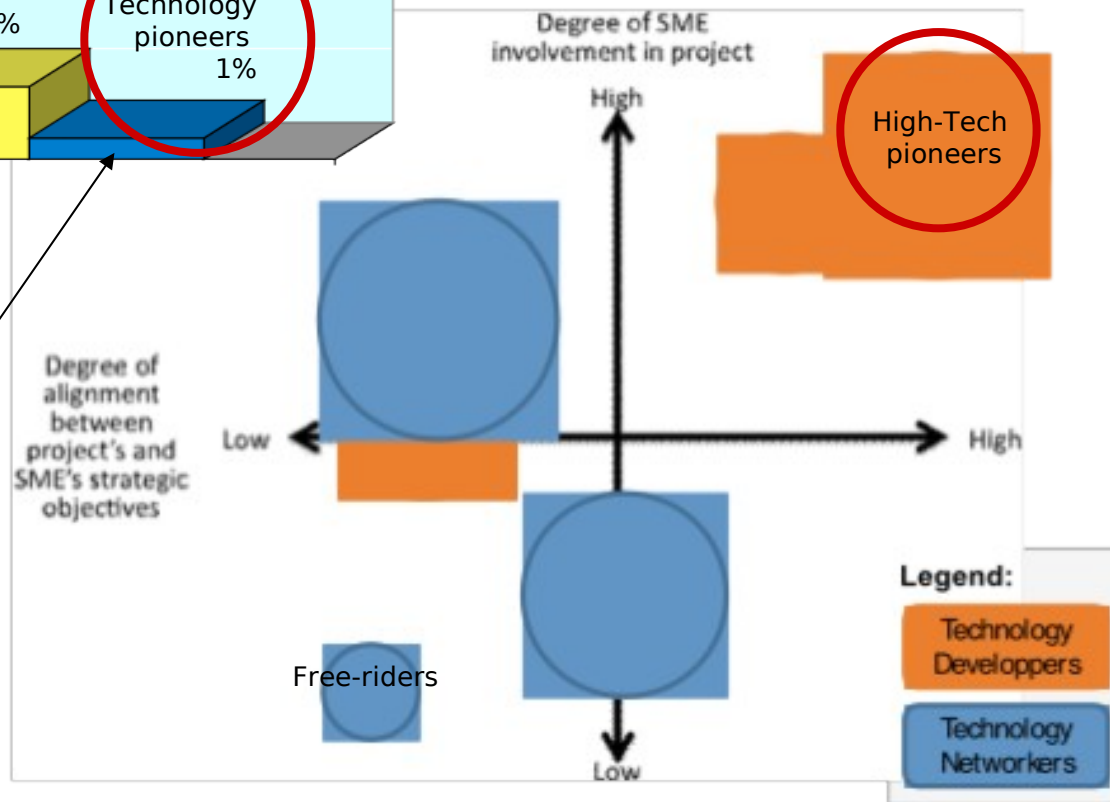 %
Technology
pioneers
1%
Degree of SME
involvement in project
High
High-Tech
pioneers
Degree of
alignment
between
project's and
SME's strategic
objectives
Low
High
Free-riders
Low
Legend:
Technology
Developpers
Technology
Networkers